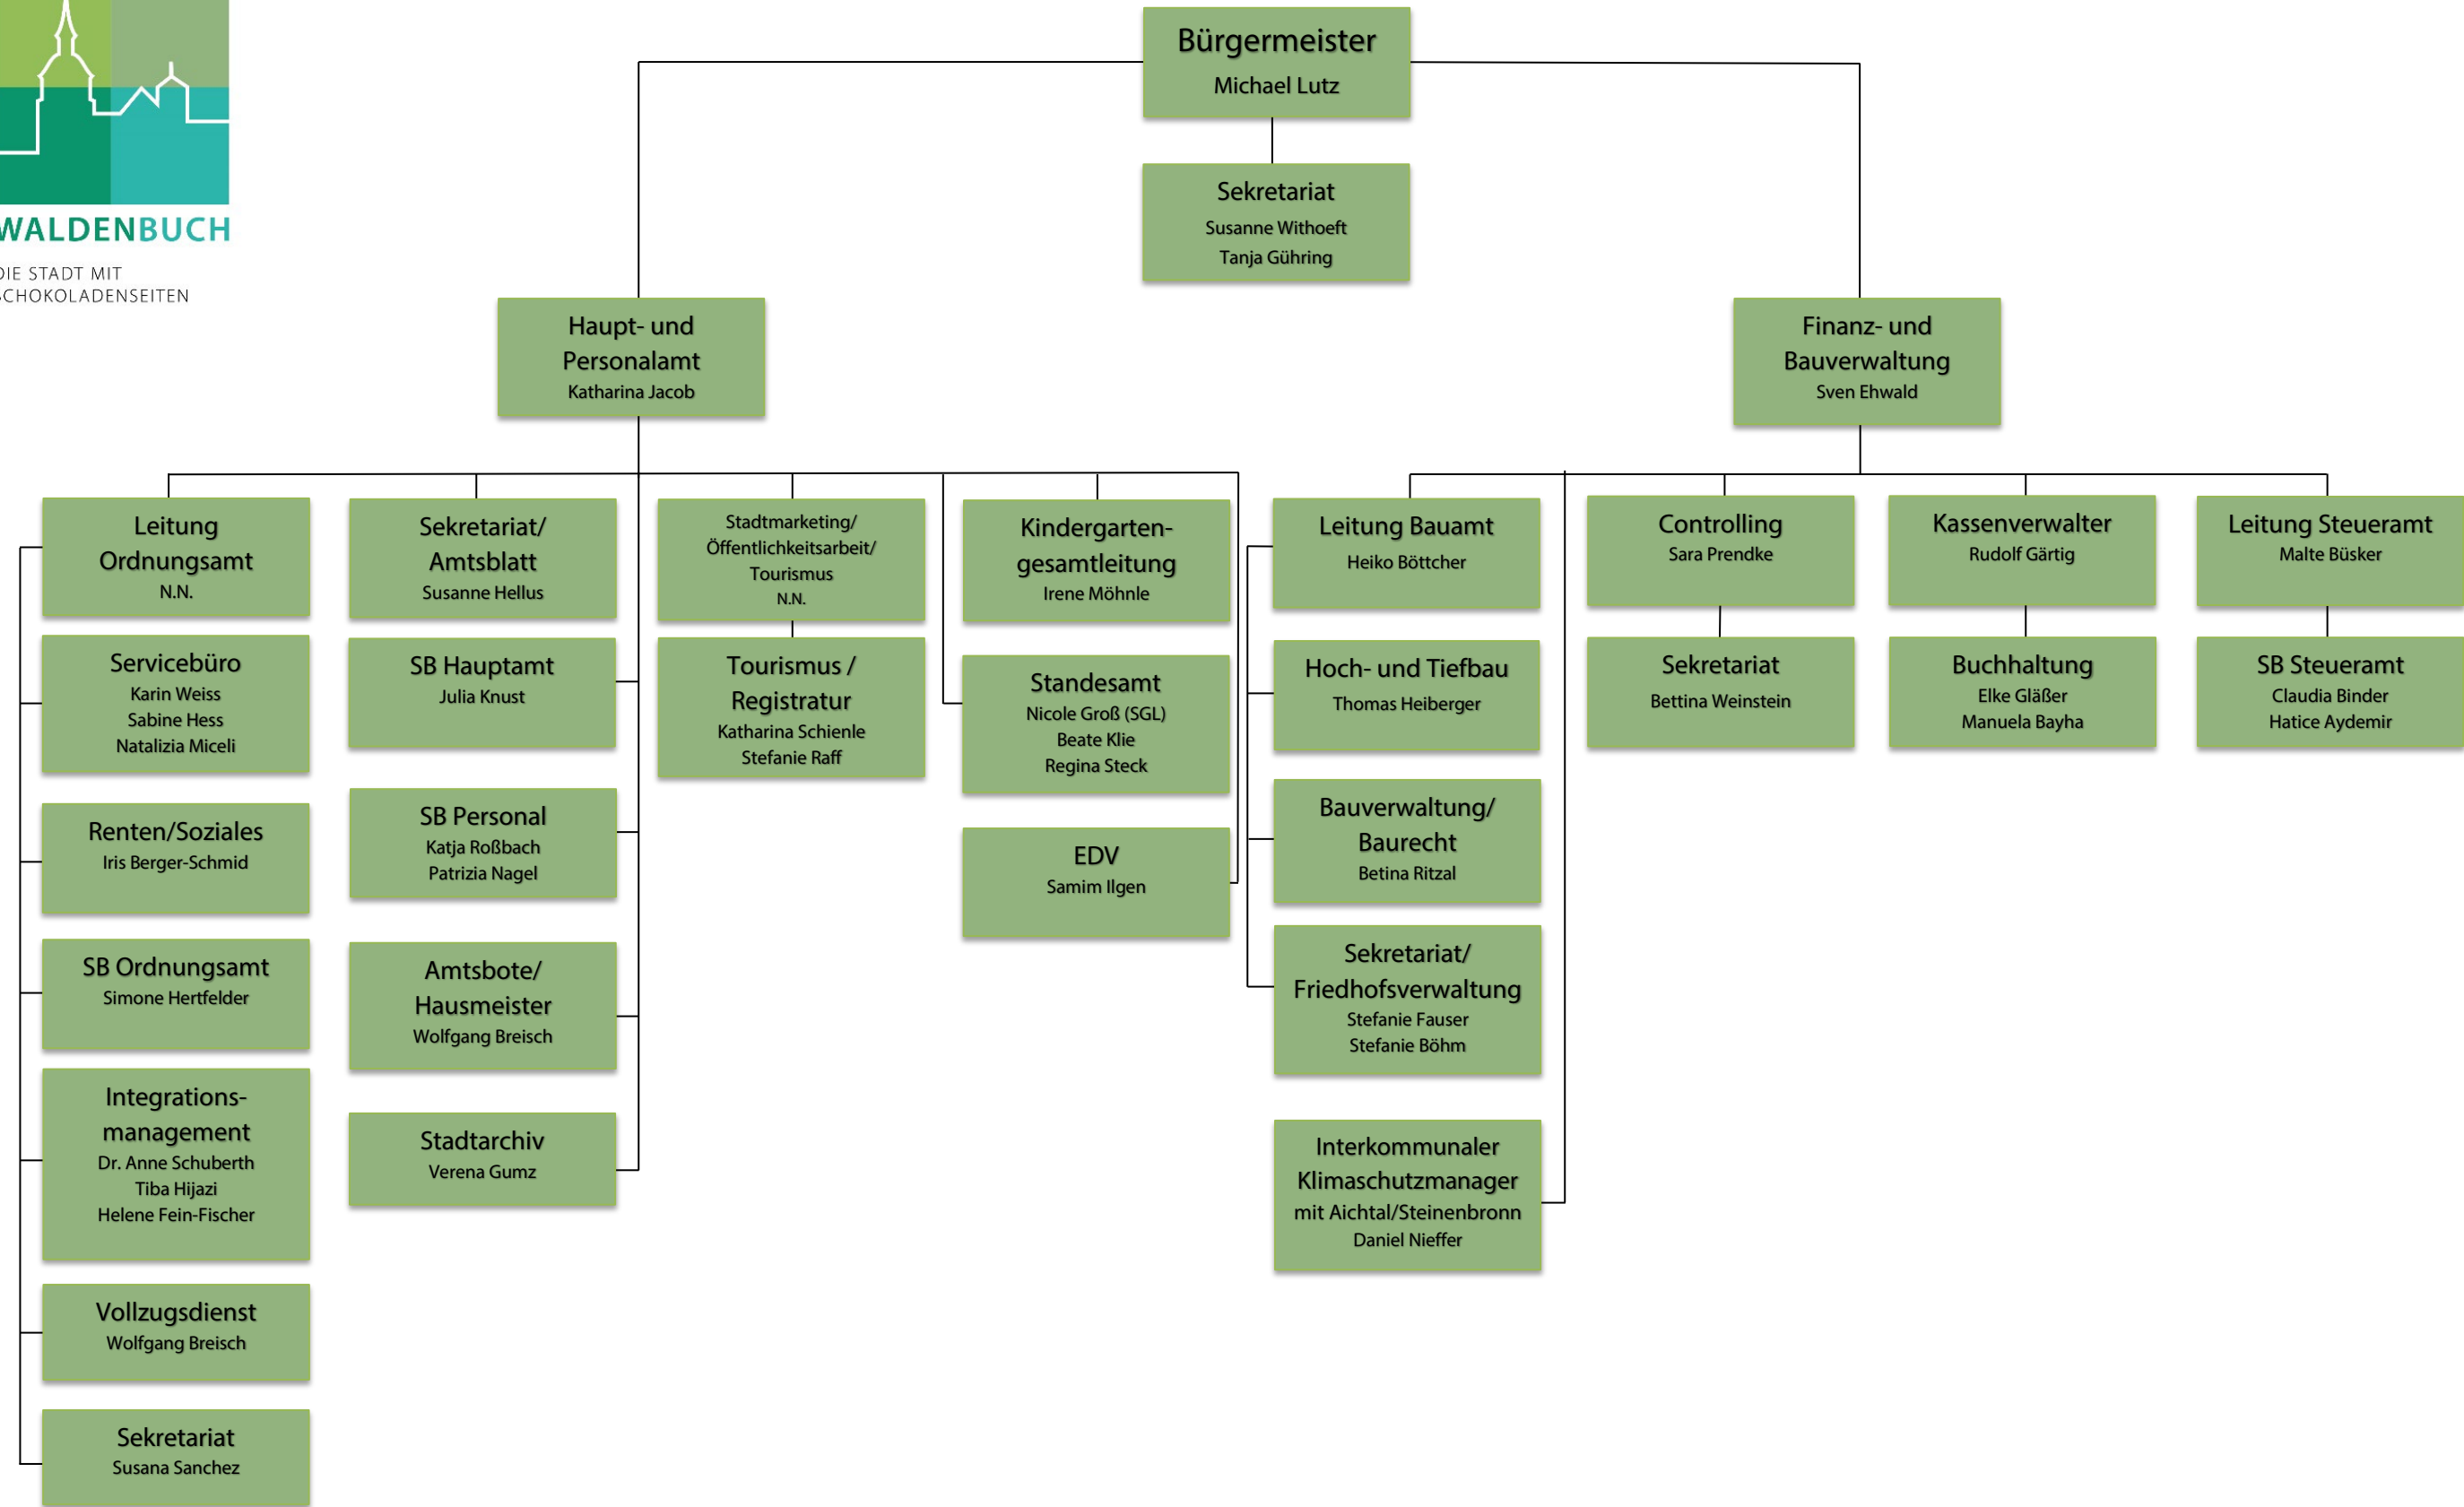 WALDENBUCH
DIE STADT MIT
SCHOKOLADENSEITEN
Bürgermeister
Michael Lutz
Sekretariat
Susanne Withoeft
Tanja Gühring
Haupt- und
Personalamt
Katharina Jacob
Finanz- und
Bauverwaltung
Sven Ehwald
Leitung
Ordnungsamt
N.N.
Servicebüro
Karin Weiss
Sabine Hess
Natalizia Miceli
Renten/Soziales
Iris Berger-Schmid
SB Ordnungsamt
Simone Hertfelder
Integrations-
management
Dr. Anne Schuberth
Tiba Hijazi
Helene Fein-Fischer
Vollzugsdienst
Wolfgang Breisch
Sekretariat
Susana Sanchez
Sekretariat/
Amtsblatt
Susanne Hellus
SB Hauptamt
Julia Knust
SB Personal
Katja Roßbach
Patrizia Nagel
Amtsbote/
Hausmeister
Wolfgang Breisch
Stadtarchiv
Verena Gumz
Stadtmarketing/
Öffentlichkeitsarbeit/
Tourismus
N.N.
Tourismus /
Registratur
Katharina Schienle
Stefanie Raff
Kindergarten-
gesamtleitung
Irene Möhnle
Standesamt
Nicole Groß (SGL)
Beate Klie
Regina Steck
EDV
Samim Ilgen
Leitung Bauamt
Heiko Böttcher
Hoch- und Tiefbau
Thomas Heiberger
Bauverwaltung/
Baurecht
Betina Ritzal
Sekretariat/
Friedhofsverwaltung
Stefanie Fauser
Stefanie Böhm
Interkommunaler
Klimaschutzmanager
mit Aichtal/Steinenbronn
Daniel Nieffer
Controlling
Sara Prendke
Sekretariat
Bettina Weinstein
Kassenverwalter
Rudolf Gärtig
Buchhaltung
Elke Gläßer
Manuela Bayha
Leitung Steueramt
Malte Büsker
SB Steueramt
Claudia Binder
Hatice Aydemir